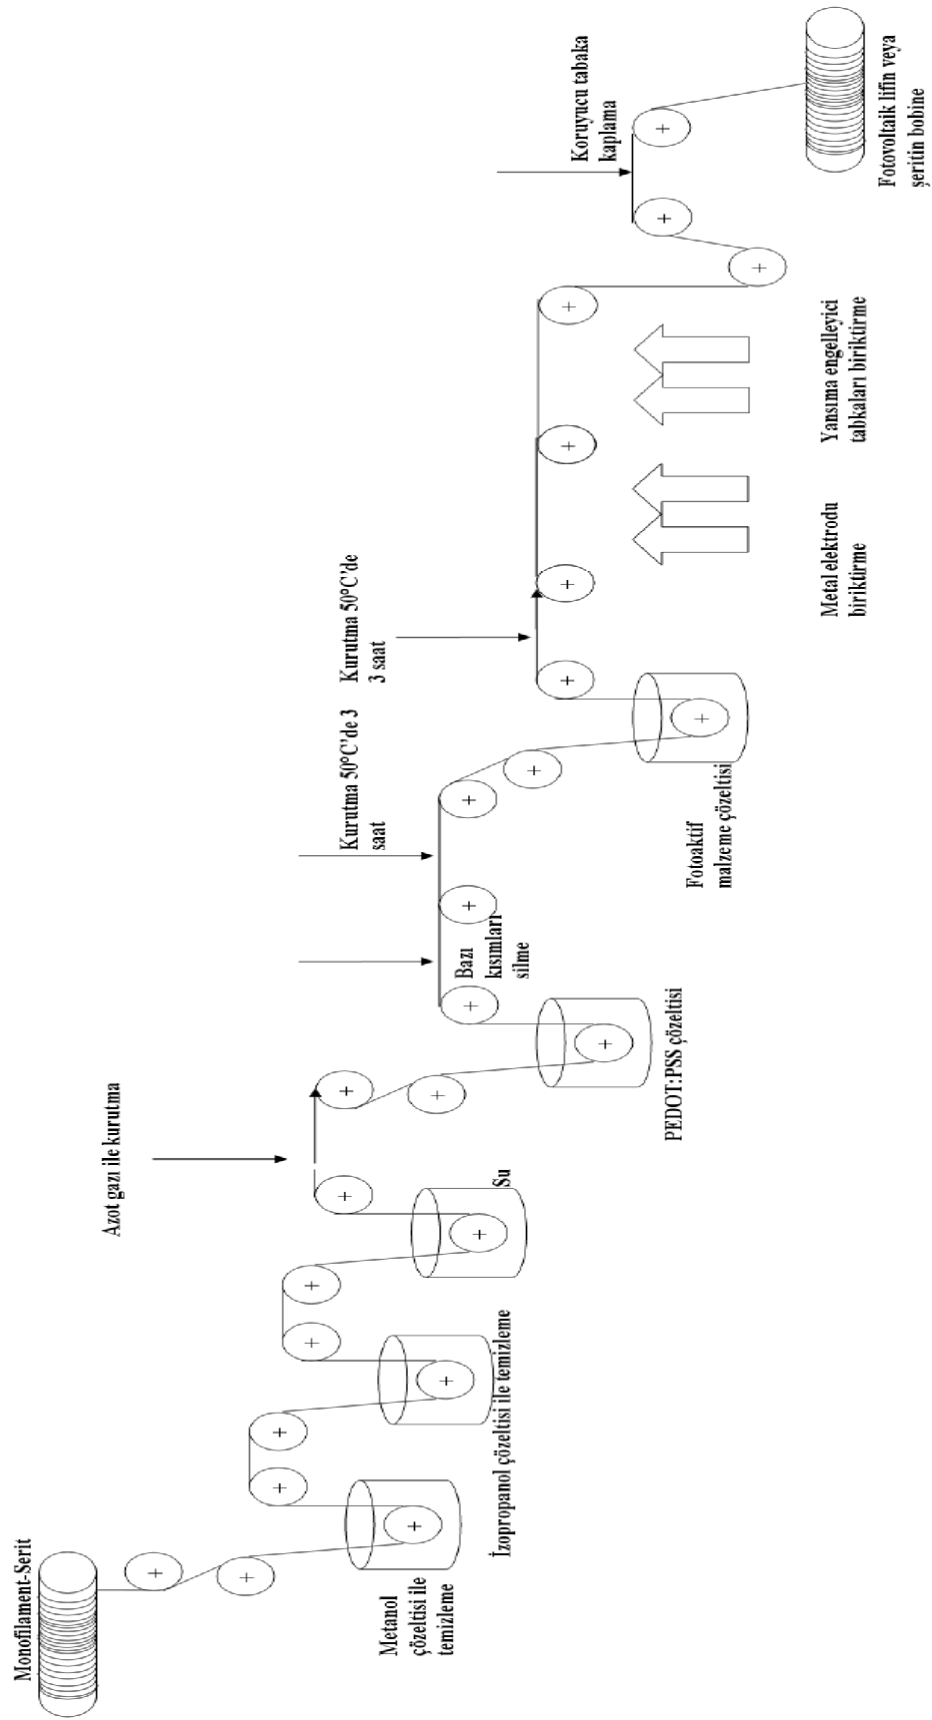 Monofilament-Serit
Metanol
çözeltisi ile
temizleme
İzopropanol çözeltisi ile temizleme
Su
Azot gazı ile kurutma
PEDOT:PSS çözeltisi
Bazı
kısımları
silme
Kurutma 50°C'de 3
saat
Fotoaktif
malzeme çözeltisi
Kurutma 50°C'de
3 saat
Metal elektrodu
biriktirme
Yansıma engelleyici
tabkaları biriktirme
Koruyucu tabaka
kaplama
Fotovoltaik lifin veya
şeritin bobine